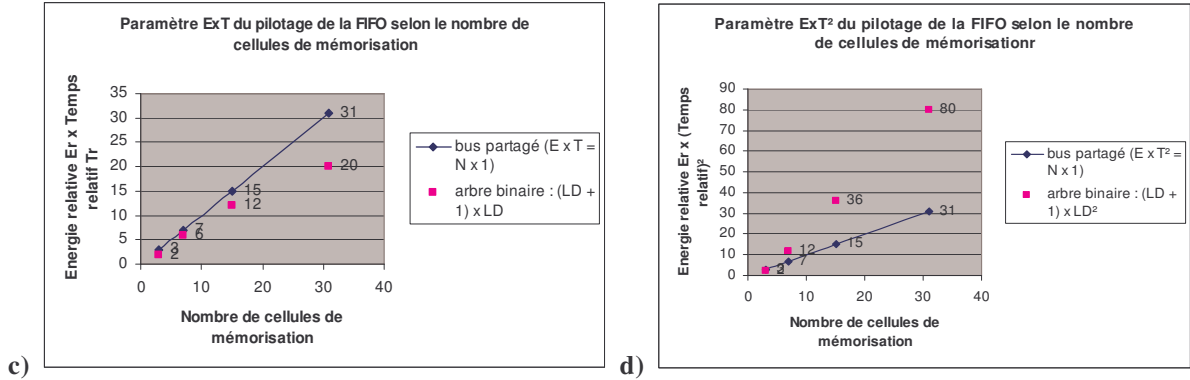 Paramètre ExT du pilotage de la FIFO selon le nombre de
cellules de mémorisation
Energie relative Er x Temps
relatif Tr
35
30
25
20
15
10
5
0
0 10 20 30 40
3
2
7
6
15
12
31
20
Nombre de cellules de
mémorisation
bus partagé (E x T =
N x 1)
arbre binaire : (LD +
1) x LD
c)
Paramètre ExT² du pilotage de la FIFO selon le nombre
de cellules de mémorisationr
Energie relative Er x (Temps
relatif)²
90
80
70
60
50
40
30
20
10
0
0 10 20 30 40
3
2
12
7
36
15
80
31
Nombre de cellules de
mémorisation
bus partagé (E x T² =
N x 1)
arbre binaire : (LD +
1) x LD²
d)